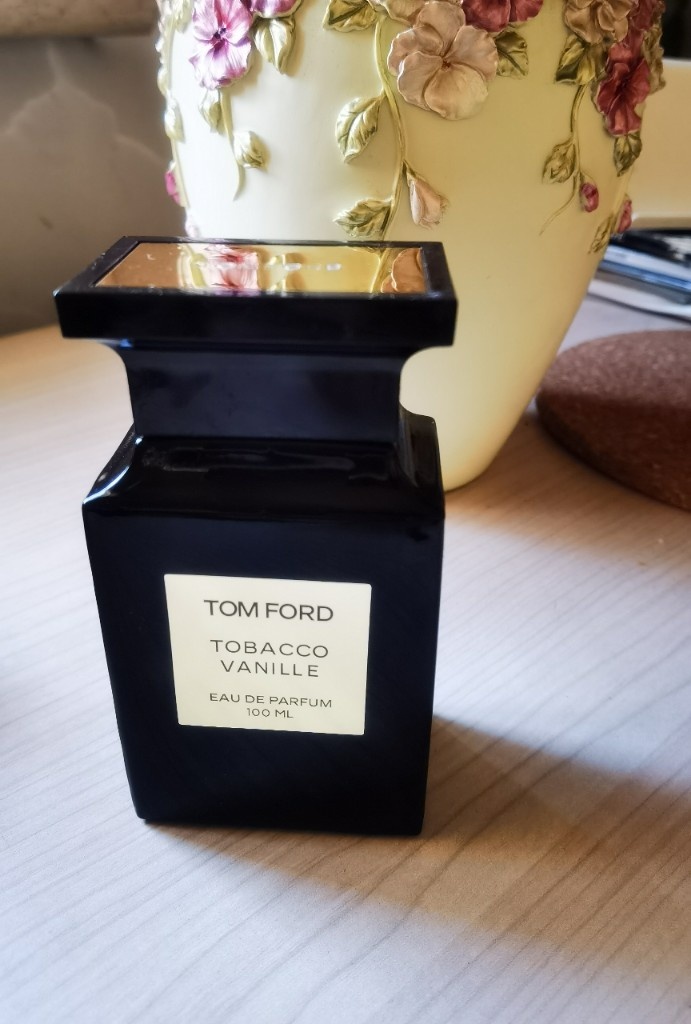 TOM FORD
TOBACCO
VANILLE
EAU DE PARFUM
100 ML